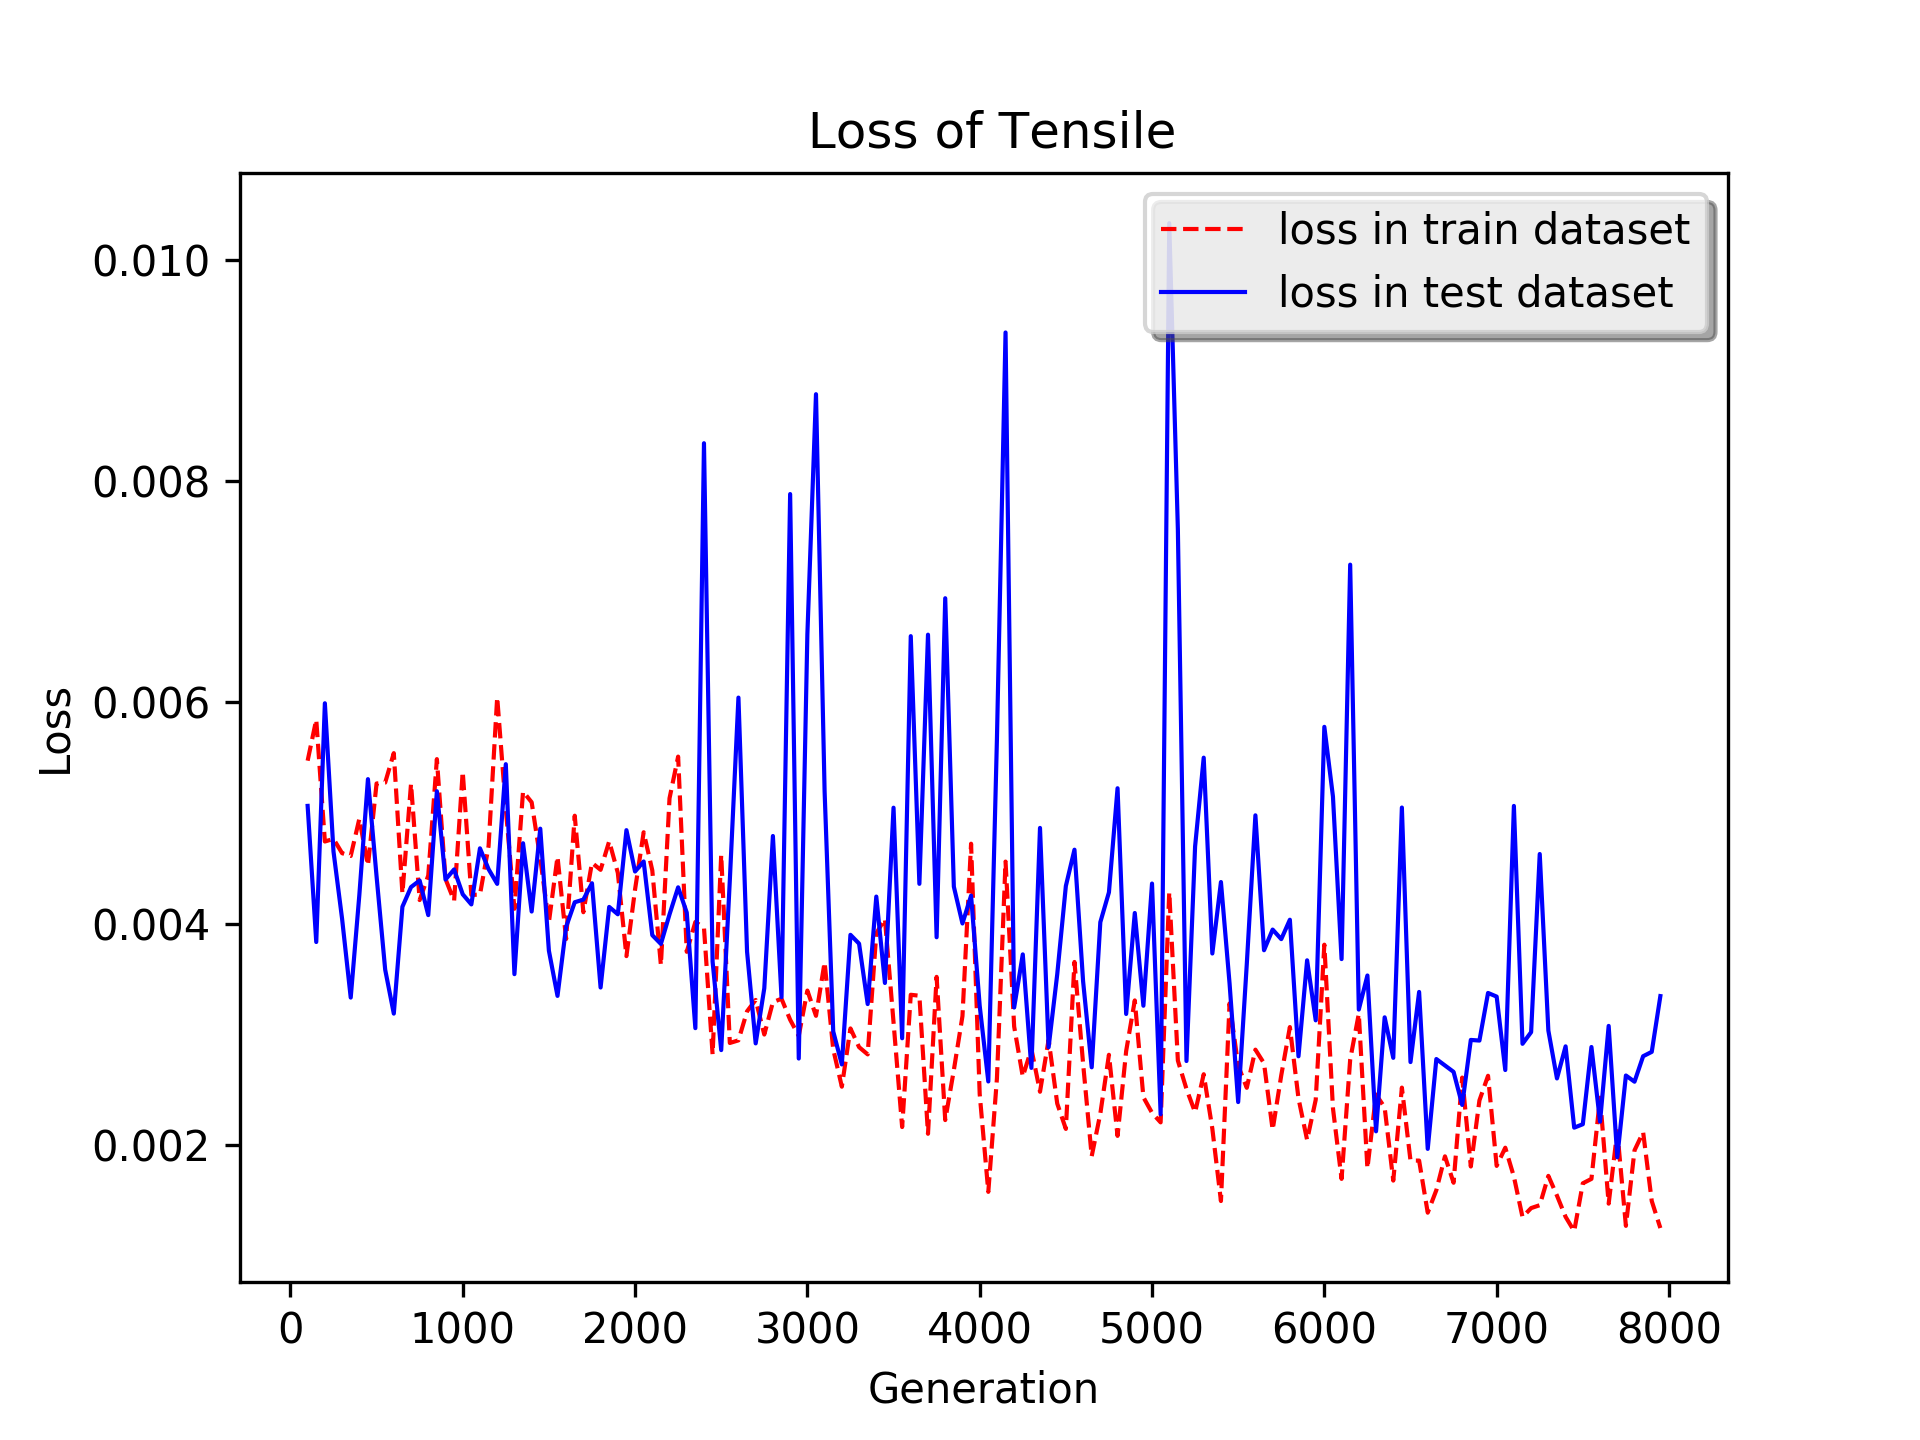 Loss of Tensile
loss in train dataset
loss in test dataset
Loss
0.010
0.008
0.006
0.004
0.002
0 1000 2000 3000 4000 5000 6000 7000 8000
Generation